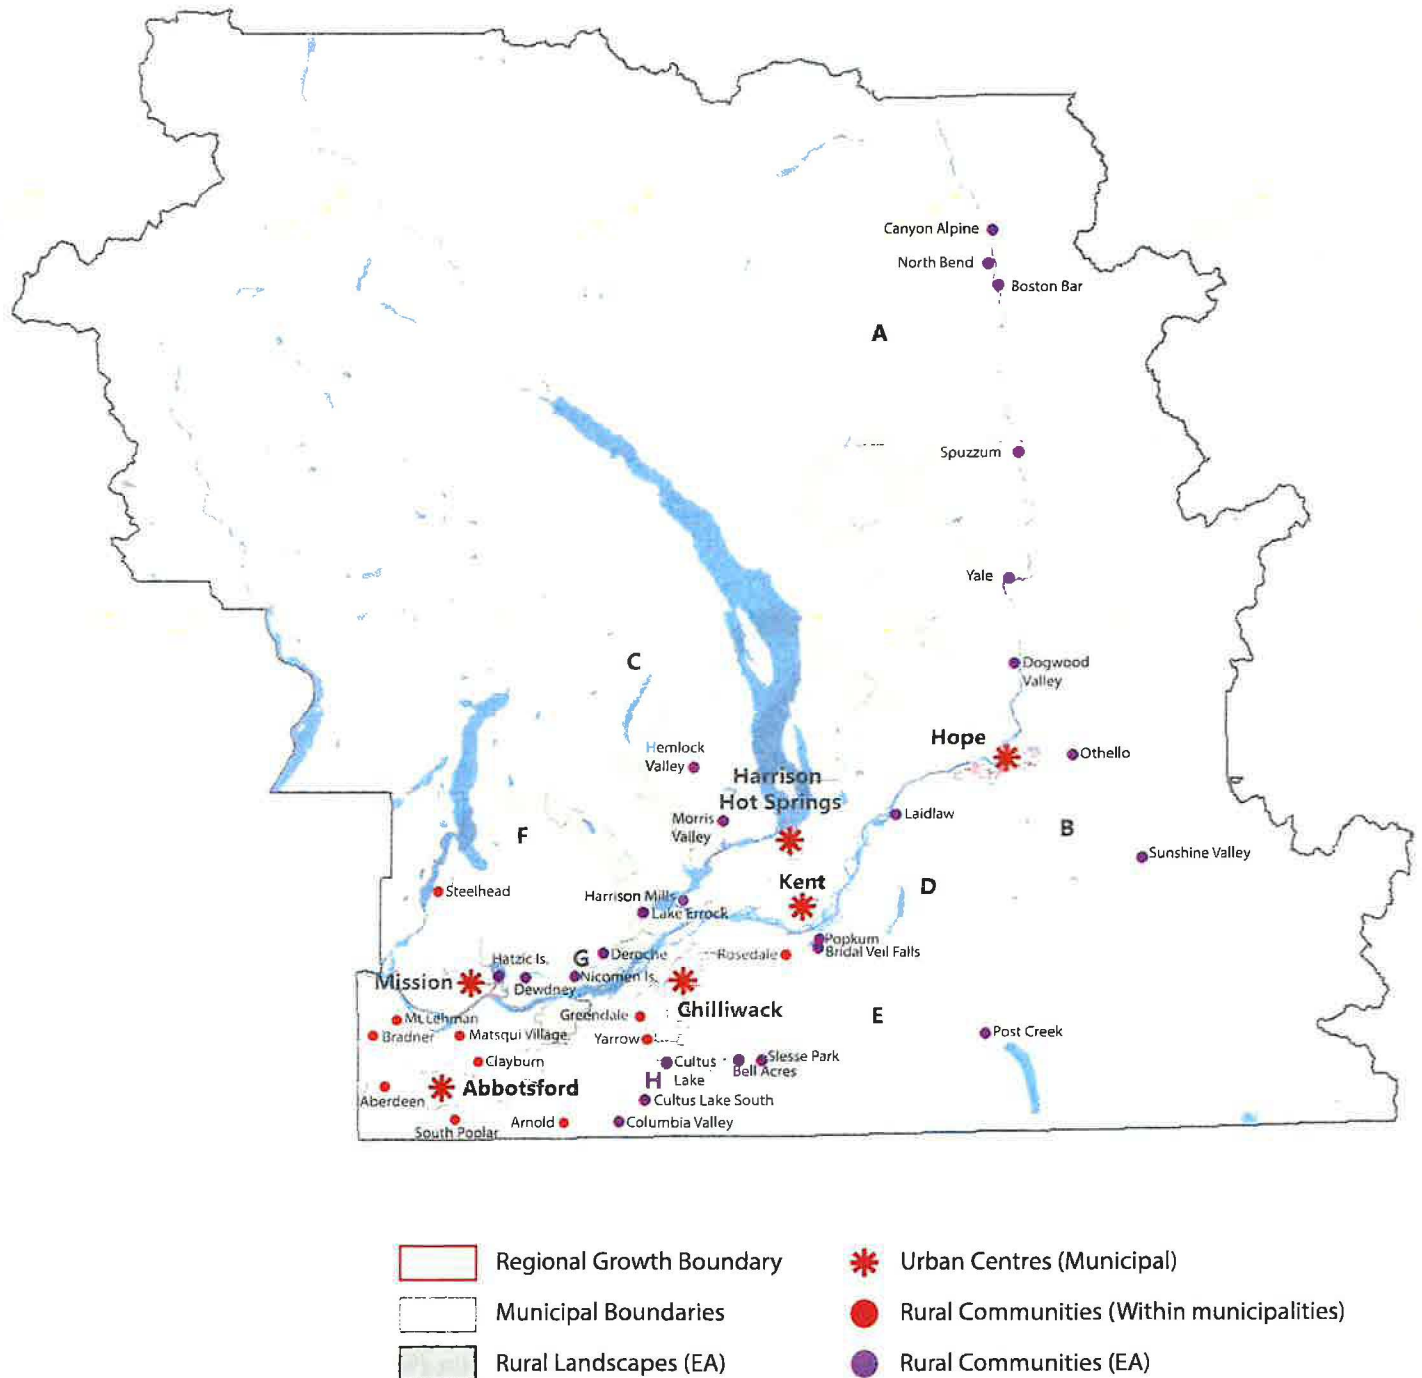 Canyon Alpine
North Bend
Boston Bar
A
Spuzzum
Yale
C
Dogwood
Valley
Hope
Othello
Hemlock
Valley
Harrison
Hot Springs
Morris
Valley
Laidlaw
B
F
Sunshine Valley
Kent
D
Steelhead
Harrison Mills
Lake Errock
Popkum
Bridal Veil Falls
Rosedale
Deroche
G
Hatzic Is.
Nicomen Is.
Mission
Dewdney
Chilliwack
Greendale
E
Mt Lehman
Bradner
Matsqui Village
Yarrow
Post Creek
Clayburn
Cultus
Lake
Slesse Park
Bell Acres
H
Abbotsford
Aberdeen
Cultus Lake South
South Poplar
Arnold
Columbia Valley
Regional Growth Boundary
Urban Centres (Municipal)
Municipal Boundaries
Rural Communities (Within municipalities)
Rural Landscapes (EA)
Rural Communities (EA)